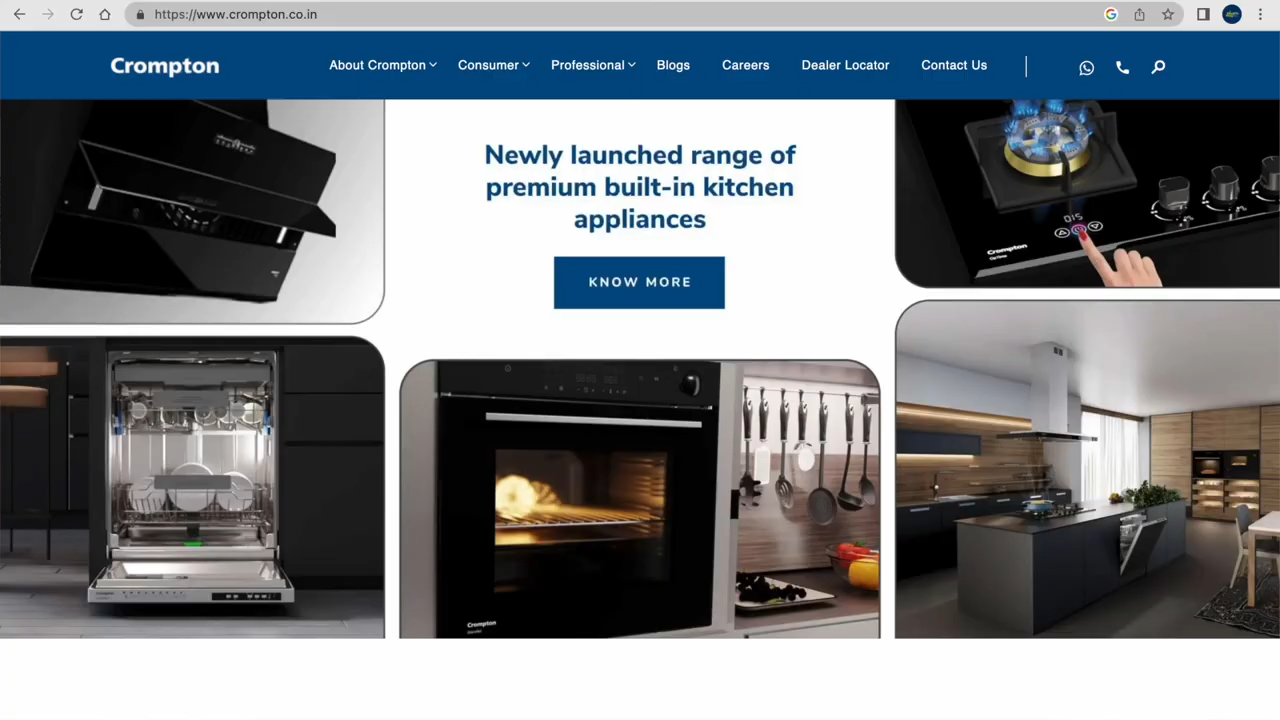 https://www.crompton.co.in
Crompton
About Crompton
Consumer
Professional
Blogs
Careers
Dealer Locator
Contact Us
Newly launched range of
premium built-in kitchen
appliances
KNOW MORE
015
Crompton
Crompton